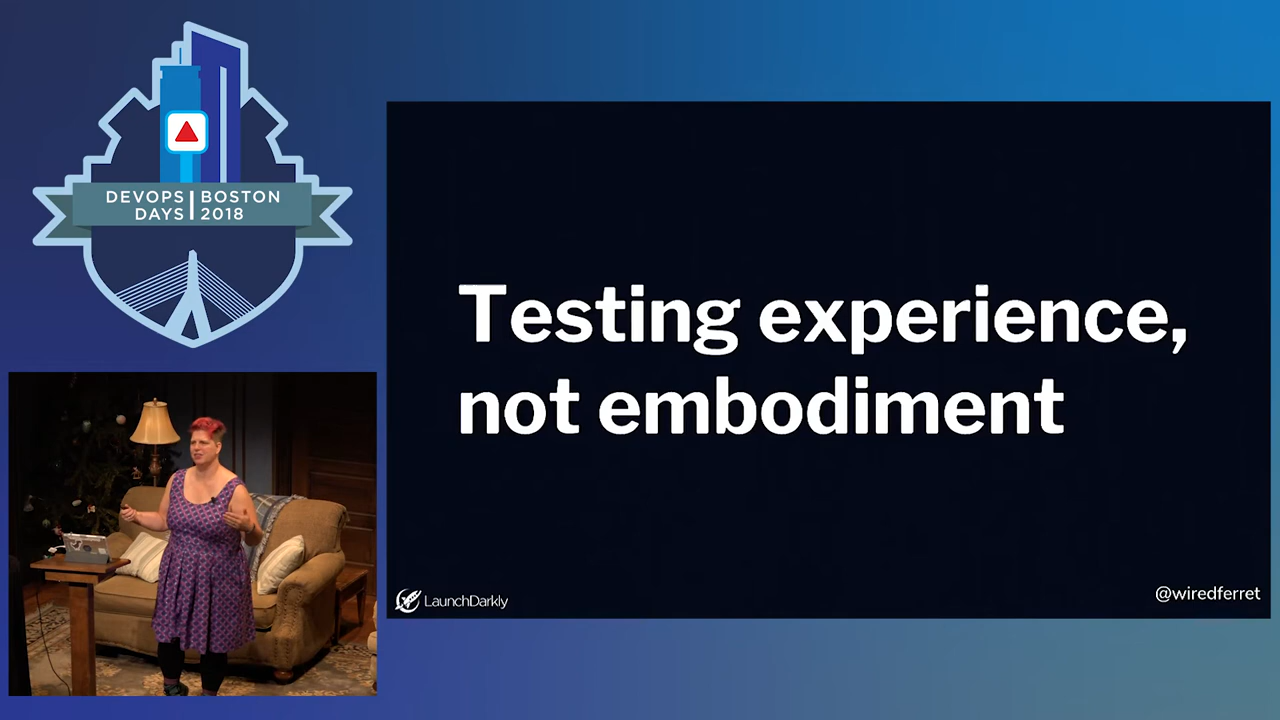 DEVOPS BOSTON
DAYS 2018
Testing experience,
not embodiment
LaunchDarkly
@wiredferret